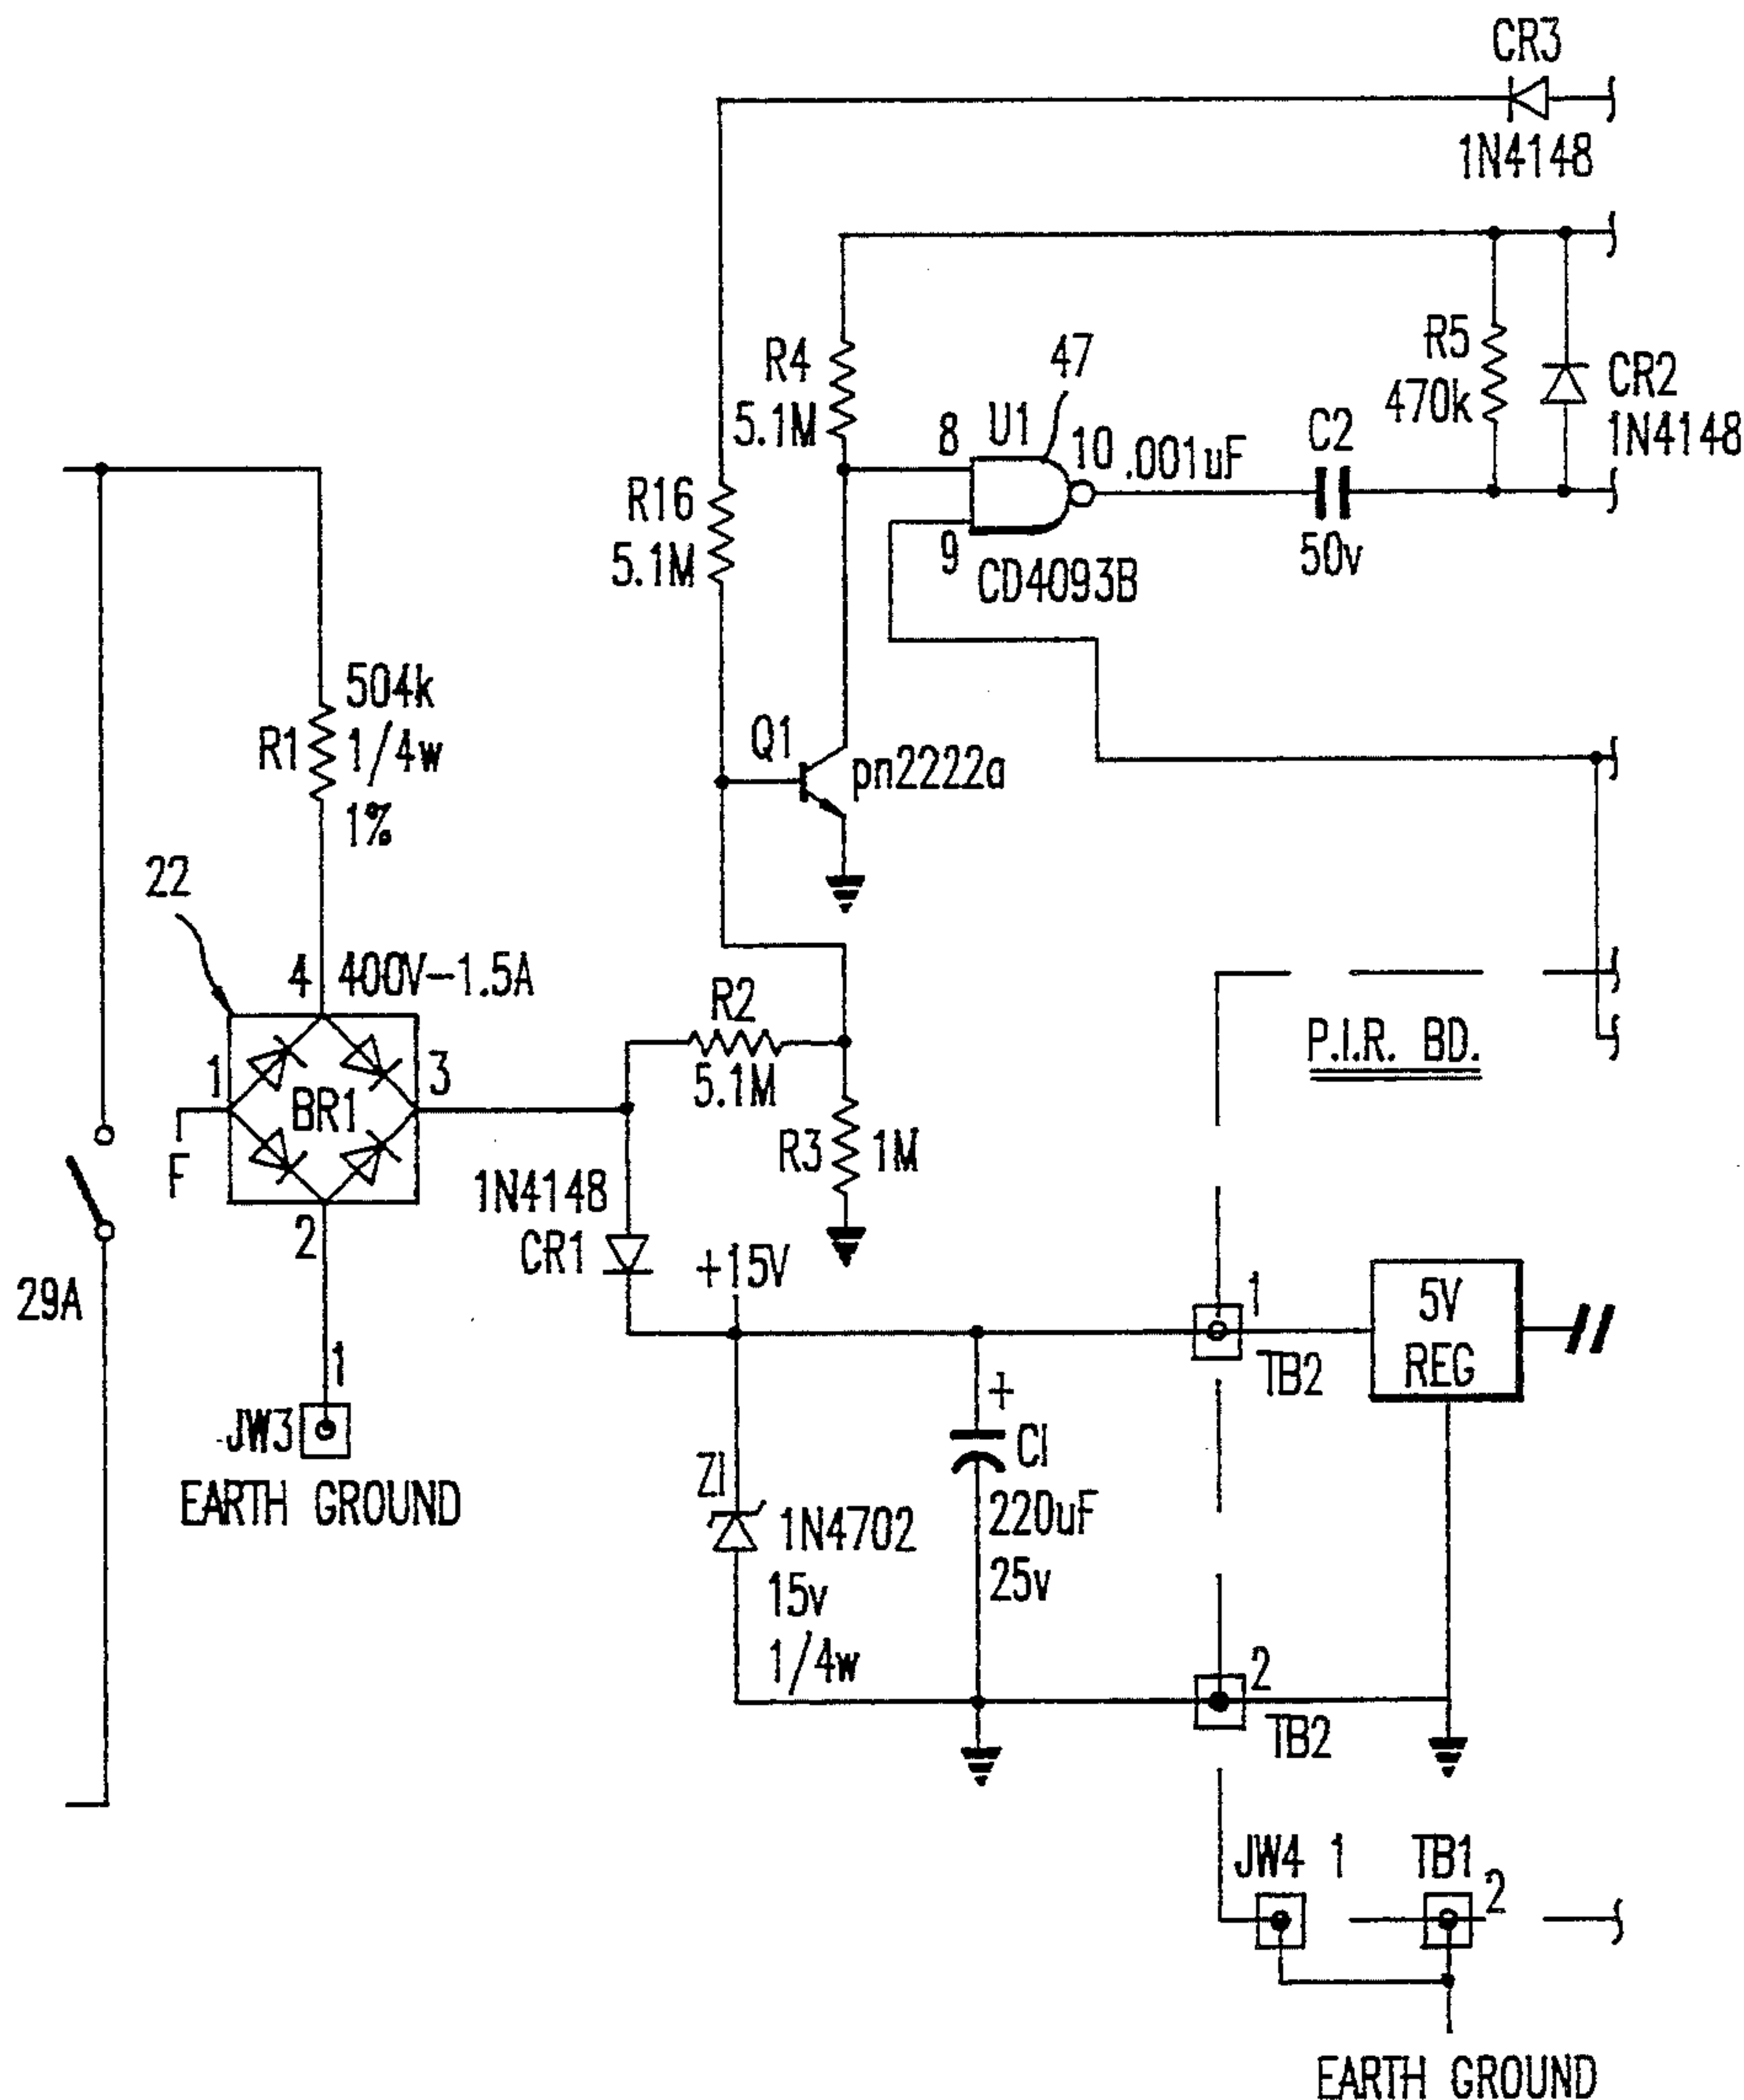 CR3
1N4148
R4
5.1M
47
8
U1
10
.001uF
C2
50v
9
CD4093B
R5
470k
CR2
1N4148
R16
5.1M
504k
R1
1/4w
1%
Q1
pn2222a
22
4
400V-1.5A
1
BR1
3
F
2
R2
5.1M
R3
1M
P.I.R. BD.
1N4148
CR1
+15V
29A
1
JW3
EARTH GROUND
1
TB2
5V
REG
+
C1
220uF
25v
Z1
1N4702
15v
1/4w
2
TB2
JW4 1
TB1
2
EARTH GROUND